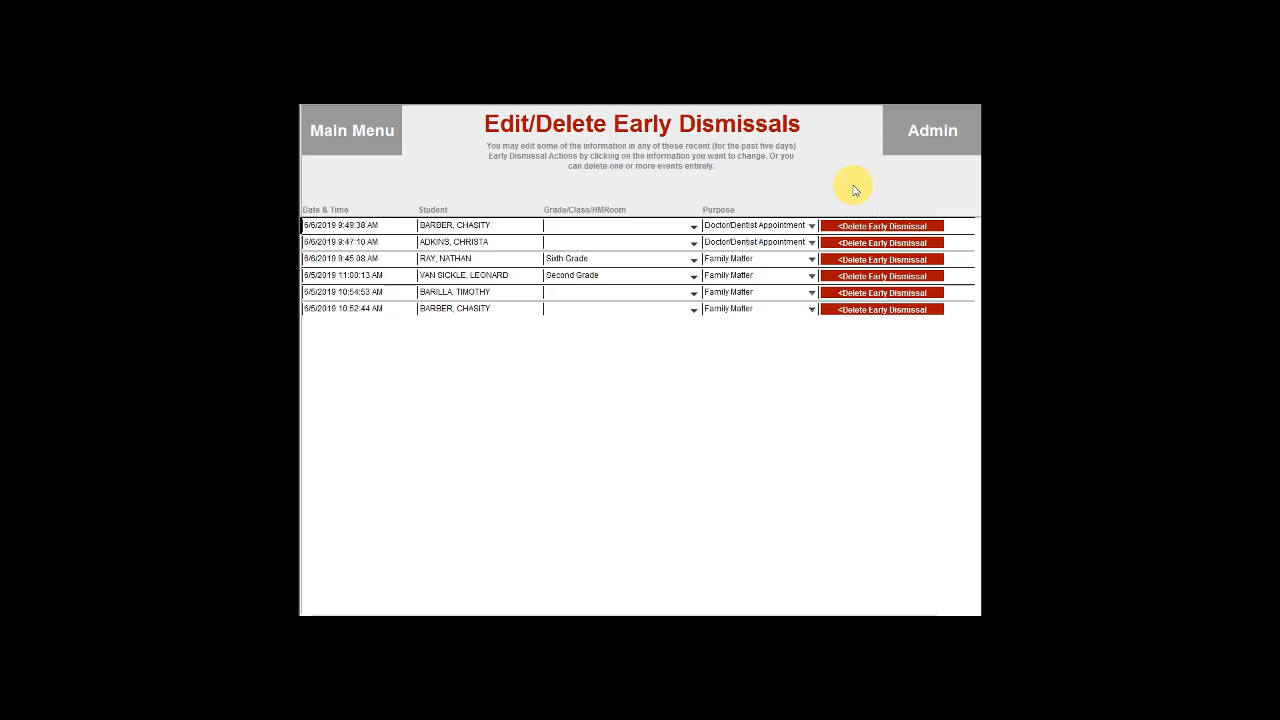 Main Menu
Edit/Delete Early Dismissals
Admin
You may edit some of the information in any of these recent (for the past five days)
Early Dismissal Actions by clicking on the information you want to change. Or you
can delete one or more events entirely.
Date & Time Student Grade/Class/HMRoom Purpose
6/6/2019 9:49:38 AM BARBER, CHASITY Doctor/Dentist Appointment <Delete Early Dismissal
6/6/2019 9:47:10 AM ADKINS, CHRISTA Doctor/Dentist Appointment <Delete Early Dismissal
6/6/2019 9:45:08 AM RAY, NATHAN Sixth Grade Family Matter <Delete Early Dismissal
6/5/2019 11:00:13 AM VAN SICKLE, LEONARD Second Grade Family Matter <Delete Early Dismissal
6/5/2019 10:54:53 AM BARILLA, TIMOTHY Family Matter <Delete Early Dismissal
6/5/2019 10:52:44 AM BARBER, CHASITY Family Matter <Delete Early Dismissal